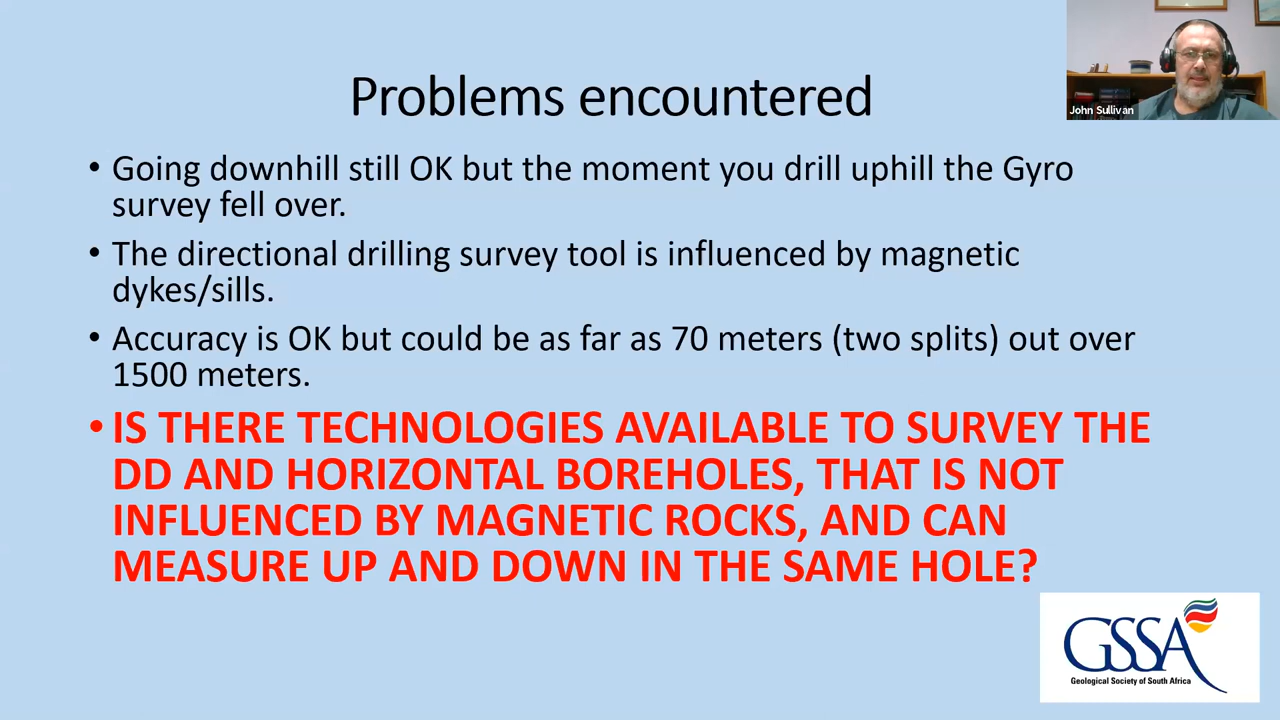 Problems encountered
John Sullivan
• Going downhill still OK but the moment you drill uphill the Gyro
survey fell over.
• The directional drilling survey tool is influenced by magnetic
dykes/sills.
• Accuracy is OK but could be as far as 70 meters (two splits) out over
1500 meters.
• IS THERE TECHNOLOGIES AVAILABLE TO SURVEY THE
DD AND HORIZONTAL BOREHOLES, THAT IS NOT
INFLUENCED BY MAGNETIC ROCKS, AND CAN
MEASURE UP AND DOWN IN THE SAME HOLE?
GSSA
Geological Society of South Africa